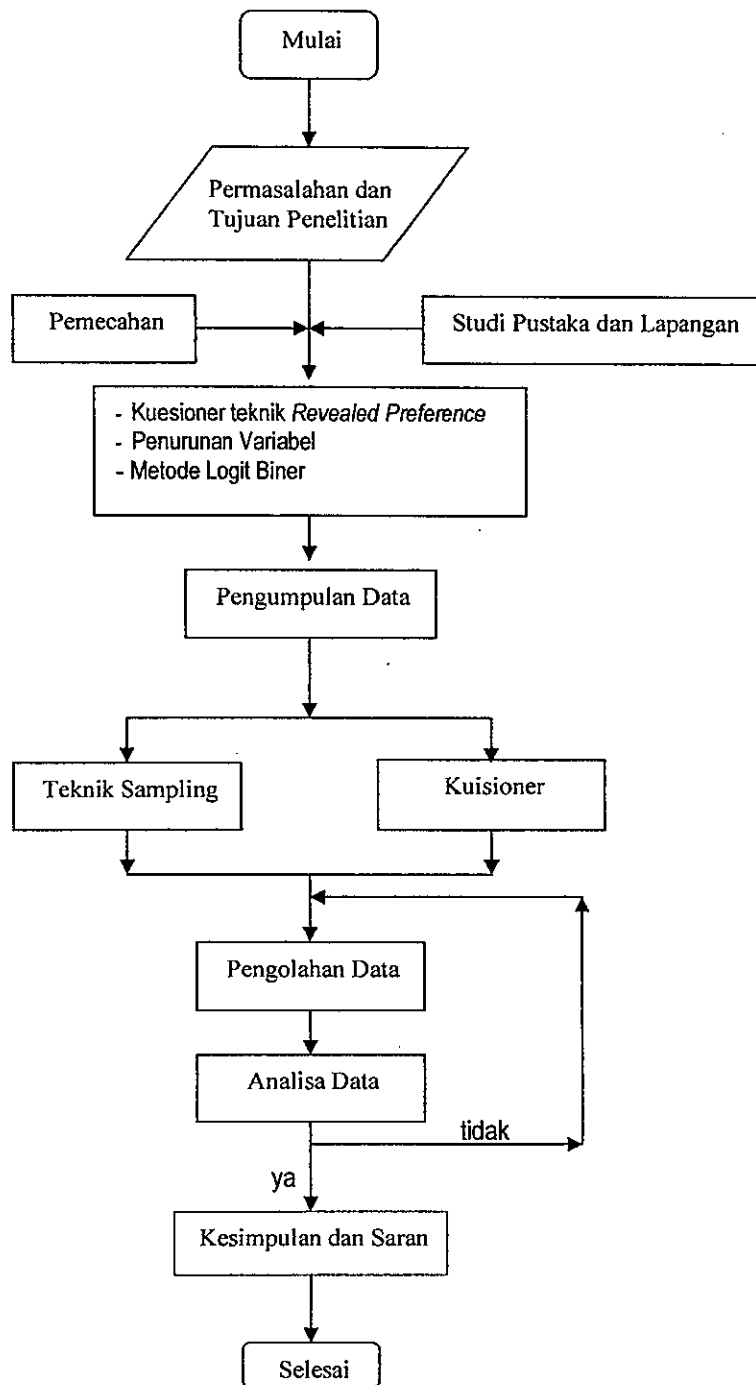 Mulai
Permasalahan dan
Tujuan Penelitian
Pemecahan
Studi Pustaka dan Lapangan
- Kuesioner teknik Revealed Preference
- Penurunan Variabel
- Metode Logit Biner
Pengumpulan Data
Teknik Sampling
Kuisioner
Pengolahan Data
Analisa Data
tidak
ya
Kesimpulan dan Saran
Selesai